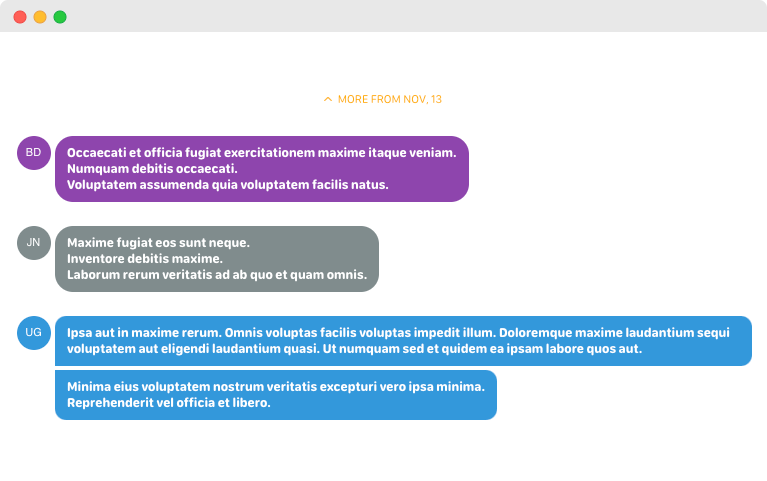 MORE FROM NOV. 13
BD
Occaecati et officia fugiat exercitationem maxime itaque veniam.
Numquam debitis occaecati.
Voluptatem assumenda quia voluptatem facilis natus.
JN
Maxime fugiat eos sunt neque.
Inventore debitis maxime.
Laborum rerum veritatis ad ab quo et quam omnis.
UG
Ipsa aut in maxime rerum. Omnis voluptas facilis voluptas impedit illum. Doloremque maxime laudantium sequi
voluptatem aut eligendi laudantium quasi. Ut numquam sed et quidem ea ipsam labore quos aut.
Minima eius voluptatem nostrum veritatis excepturi vero ipsa minima.
Reprehenderit vel officia et libero.